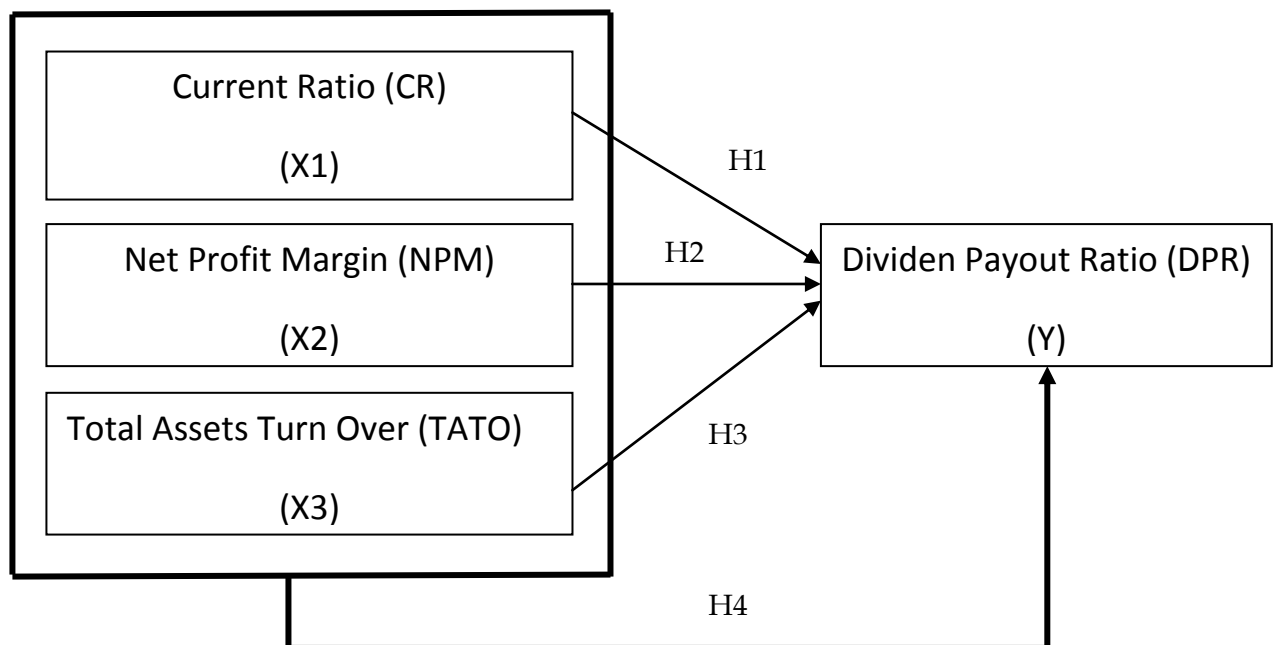 Current Ratio (CR)
(X1)
H1
Net Profit Margin (NPM)
(X2)
H2
Dividen Payout Ratio (DPR)
(Y)
Total Assets Turn Over (TATO)
(X3)
H3
H4